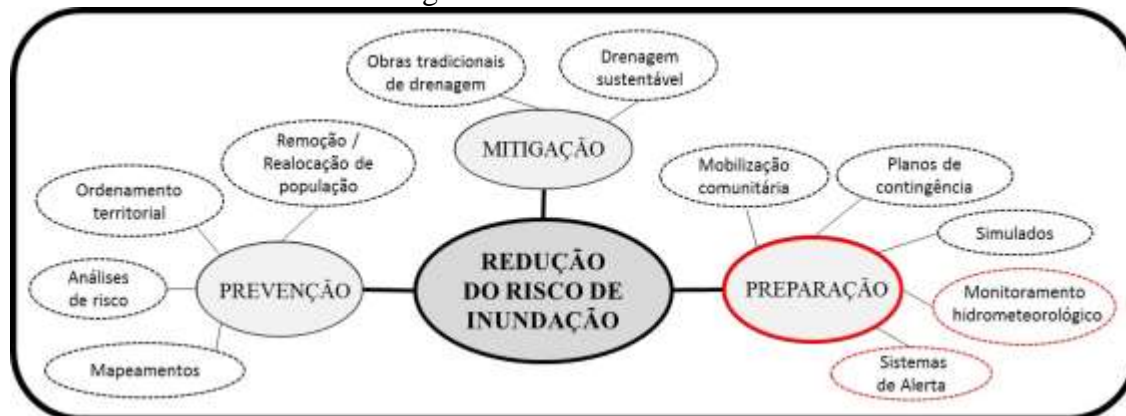 Obras tradicionais
de drenagem
Drenagem
sustentável
MITIGAÇÃO
Remoção /
Realocação de
população
Ordenamento
territorial
Análises
de risco
Mapeamentos
PREVENÇÃO
REDUÇÃO
DO RISCO DE
INUNDAÇÃO
Mobilização
comunitária
Planos de
contingência
Simulados
PREPARAÇÃO
Monitoramento
hidrometeorológico
Sistemas
de Alerta